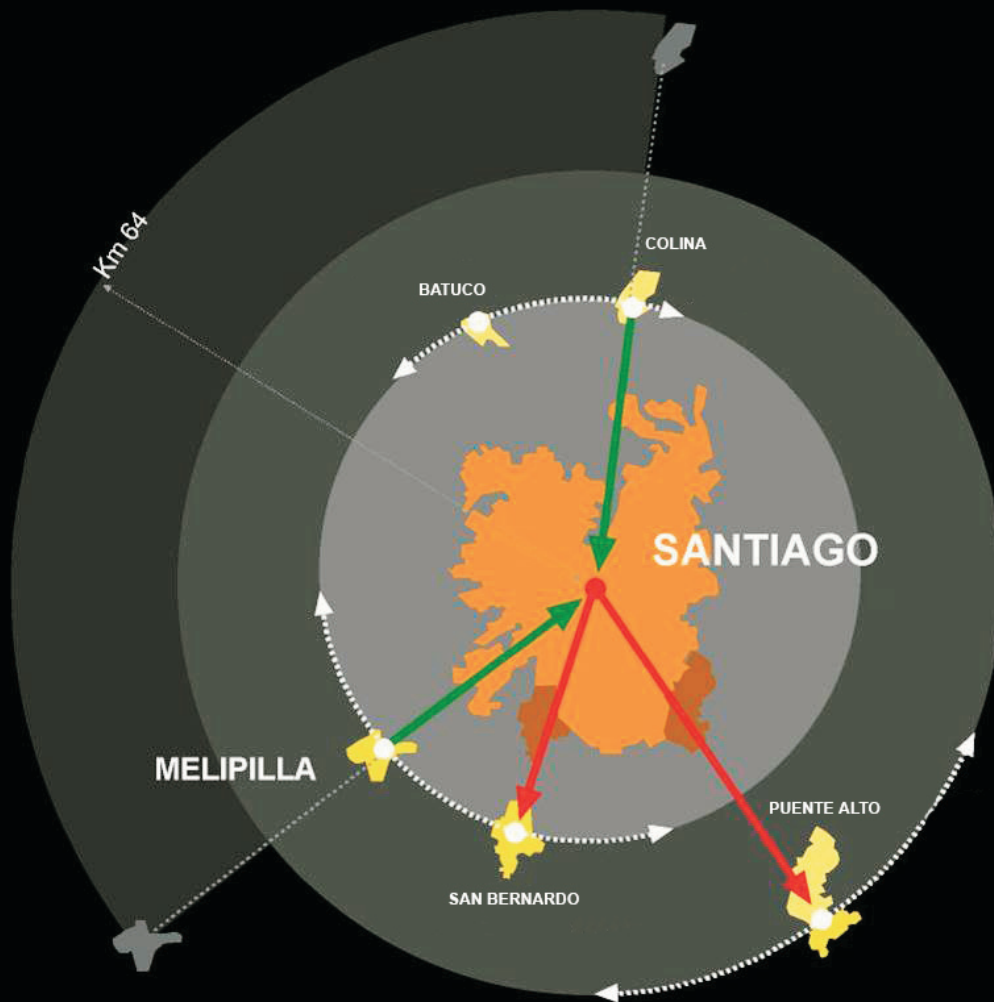 Km 64
COLINA
BATUCO
SANTIAGO
MELIPILLA
PUENTE ALTO
SAN BERNARDO